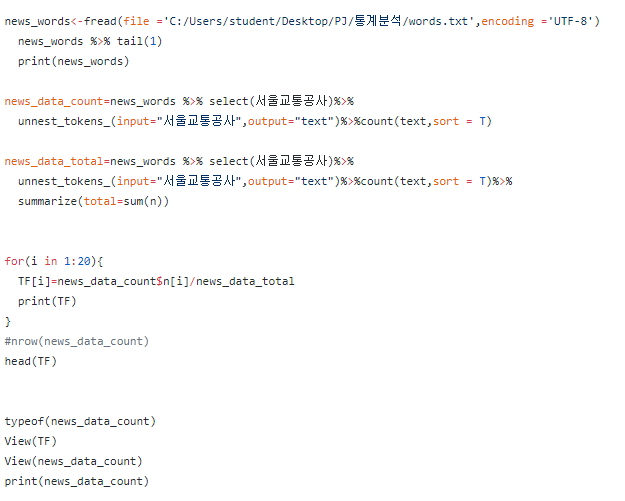 news_words<-fread(file ='C:/Users/student/Desktop/PJ/통계분석/words.txt',encoding ='UTF-8')
news_words %>% tail(1)
print(news_words)
news_data_count=news_words %>% select(서울교통공사)%>%
unnest_tokens_(input="서울교통공사",output="text")%>%count(text,sort = T)
news_data_total=news_words %>% select(서울교통공사)%>%
unnest_tokens_(input="서울교통공사",output="text")%>%count(text,sort = T)%>%
summarize(total=sum(n))
for(i in 1:20){
TF[i]=news_data_count$n[i]/news_data_total
print(TF)
}
#nrow(news_data_count)
head(TF)
typeof(news_data_count)
View(TF)
View(news_data_count)
print(news_data_count)